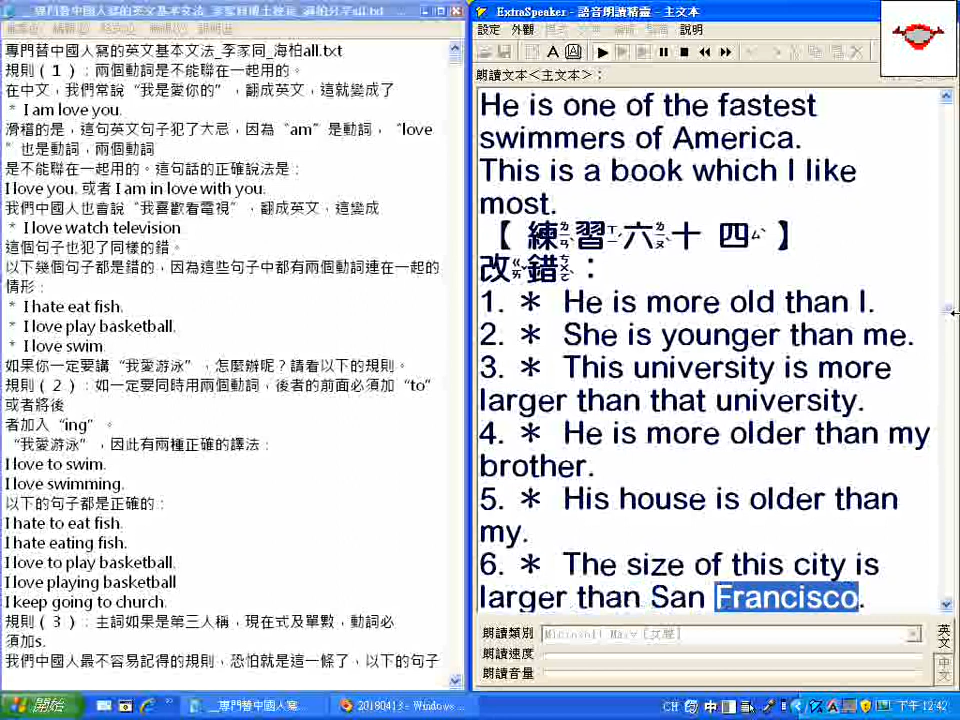 專門替中國人寫的英文基本文法_李家同_海柏all.txt
規則(1)：兩個動詞是不能聯在一起用的。
在中文，我們常說“我是愛你的”，翻成英文，這就變成了
* I am love you.
滑稽的是，這句英文句子犯了大忌，因為“am”是動詞，“love
”也是動詞，兩個動詞
是不能聯在一起用的。這句話的正確說法是：
I love you. 或者 I am in love with you.
我們中國人也會說“我喜歡看電視”，翻成英文，這變成
* I love watch television
這個句子也犯了同樣的錯。
以下幾個句子都是錯的，因為這些句子中都有兩個動詞連在一起的
情形：
* I hate eat fish.
* I love play basketball.
* I love swim.
如果你一定要講“我愛游泳”，怎麼辦呢？請看以下的規則。
規則(2)：如一定要同時用兩個動詞，後者的前面必須加“to”
或者將後
者加入“ing”。
“我愛游泳”，因此有兩種正確的譯法：
I love to swim.
I love swimming.
以下的句子都是正確的：
I hate to eat fish.
I hate eating fish.
I love to play basketball.
I love playing basketball
I keep going to church.
規則(3)：主詞如果是第三人稱，現在式及單數，動詞必
須加s.
我們中國人最不容易記得的規則，恐怕就是這一條了，以下的句子
ExtraSpeaker - 語音朗讀精靈 - 主文本
設定 外觀 說明
朗讀文本<主文本>：
He is one of the fastest
swimmers of America.
This is a book which I like
most.
【練習六十四】
改錯：
1. ＊ He is more old than I.
2. ＊ She is younger than me.
3. ＊ This university is more
larger than that university.
4. ＊ He is more older than my
brother.
5. ＊ His house is older than
my.
6. ＊ The size of this city is
larger than San Francisco.
朗讀類別 Microsoft Mary [女聲]
朗讀速度
朗讀音量
英文
中文
開始
_專門替中國人寫...
20180413- Windows...
CH
中
下午 12:42